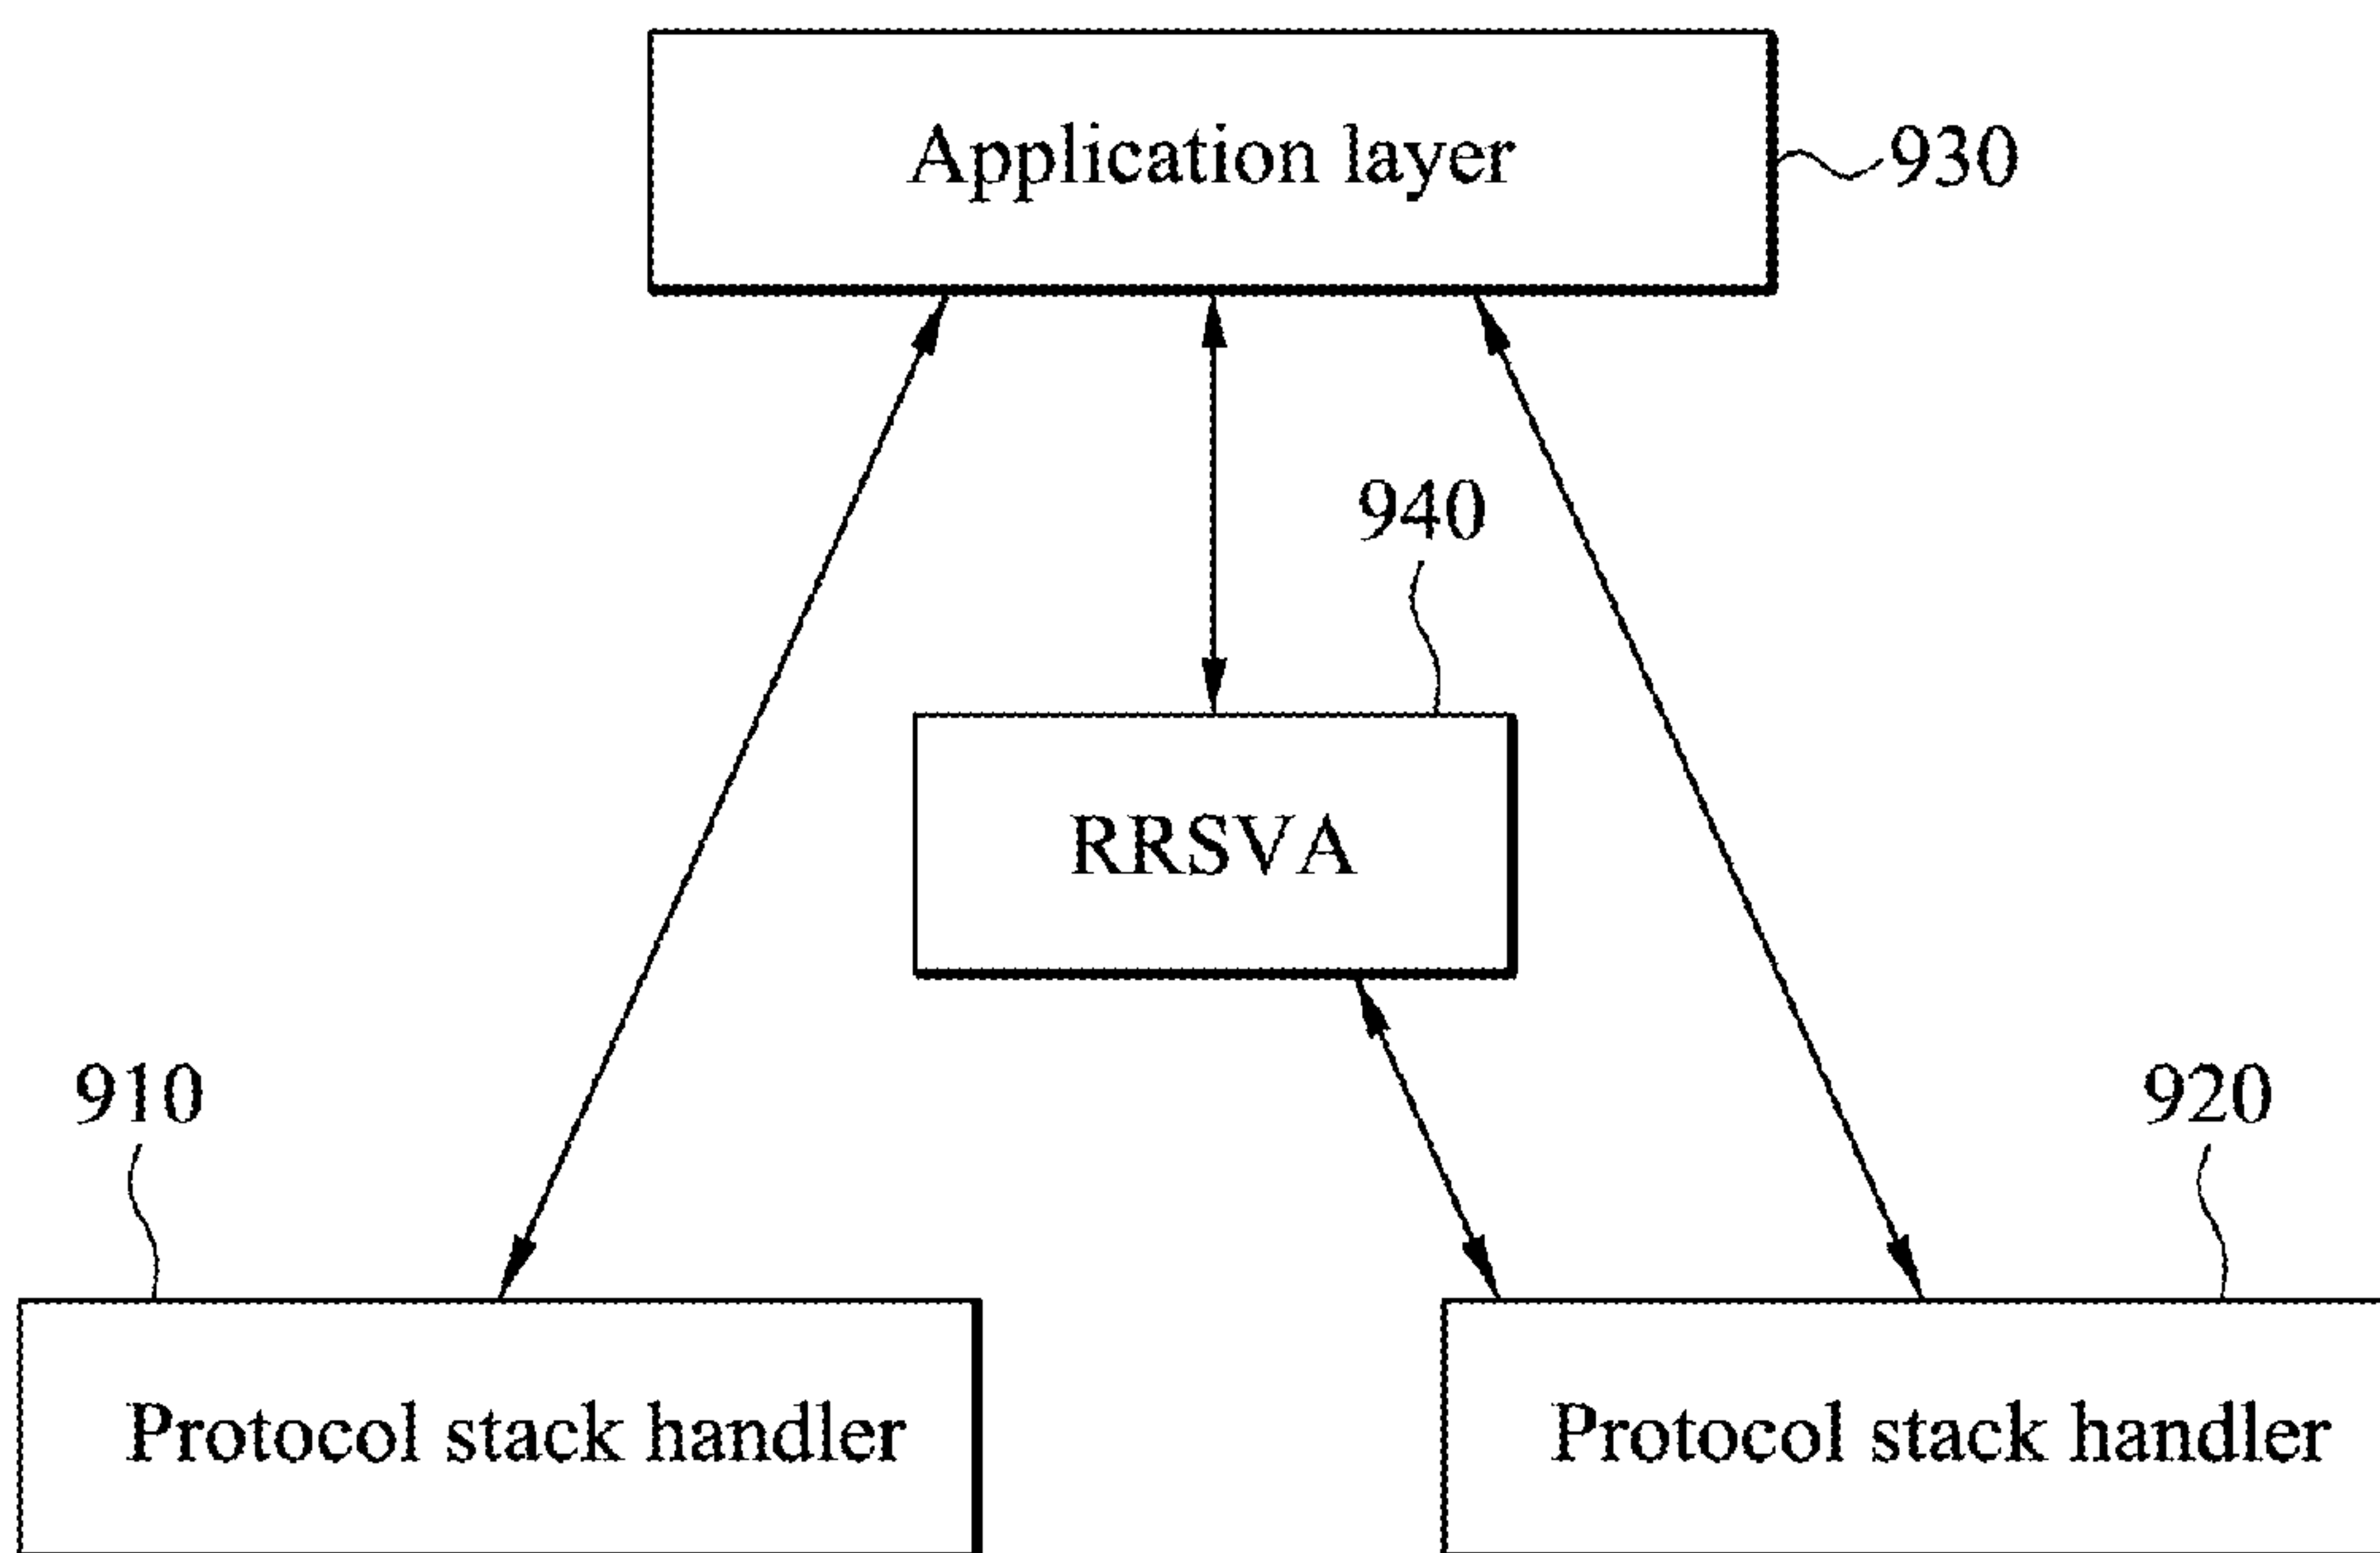 Application layer
930
940
RRSVA
910
920
Protocol stack handler
Protocol stack handler